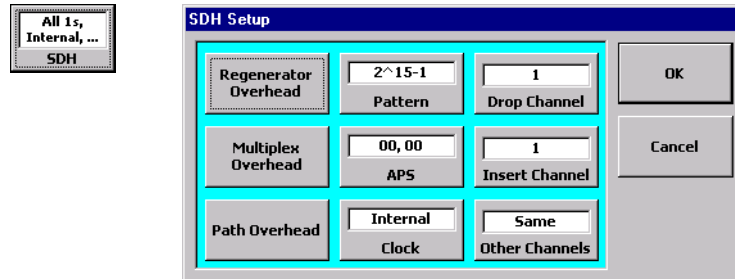 All 1s,
Internal, ...
SDH
SDH Setup
Regenerator
Overhead
2^15-1
Pattern
1
Drop Channel
OK
Multiplex
Overhead
00, 00
APS
1
Insert Channel
Cancel
Path Overhead
Internal
Clock
Same
Other Channels